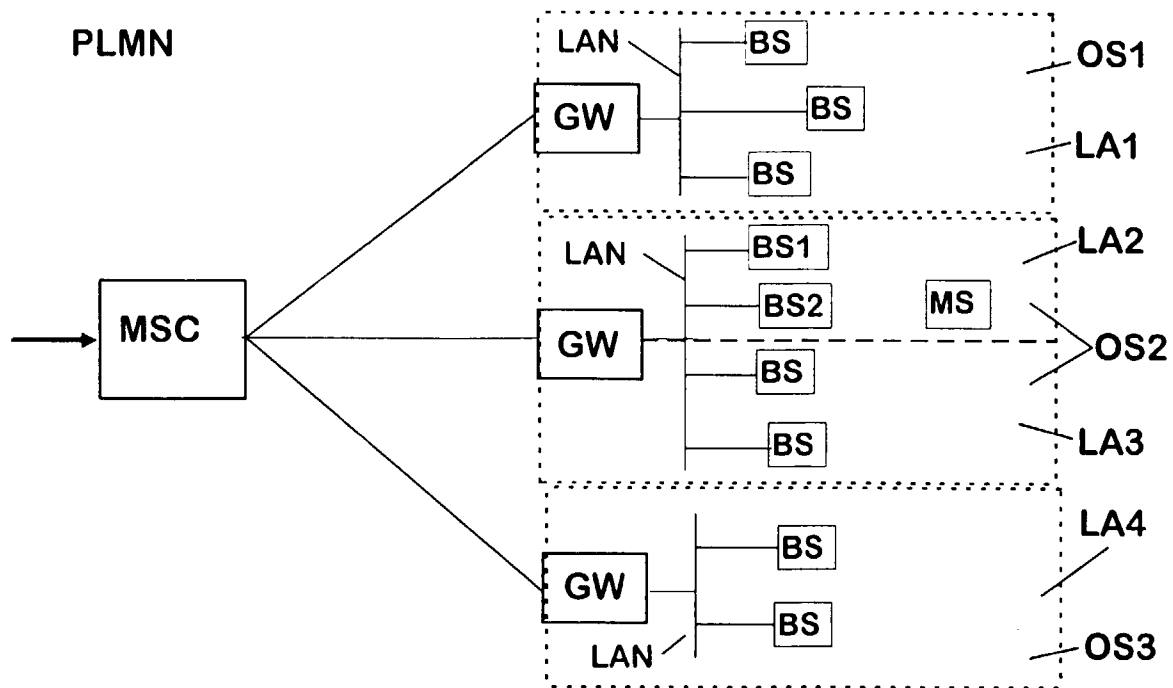 PLMN
LAN
BS
OS1
GW
BS
LA1
BS
LAN
BS1
LA2
BS2
MS
MSC
GW
OS2
BS
BS
LA3
BS
LA4
GW
BS
LAN
OS3